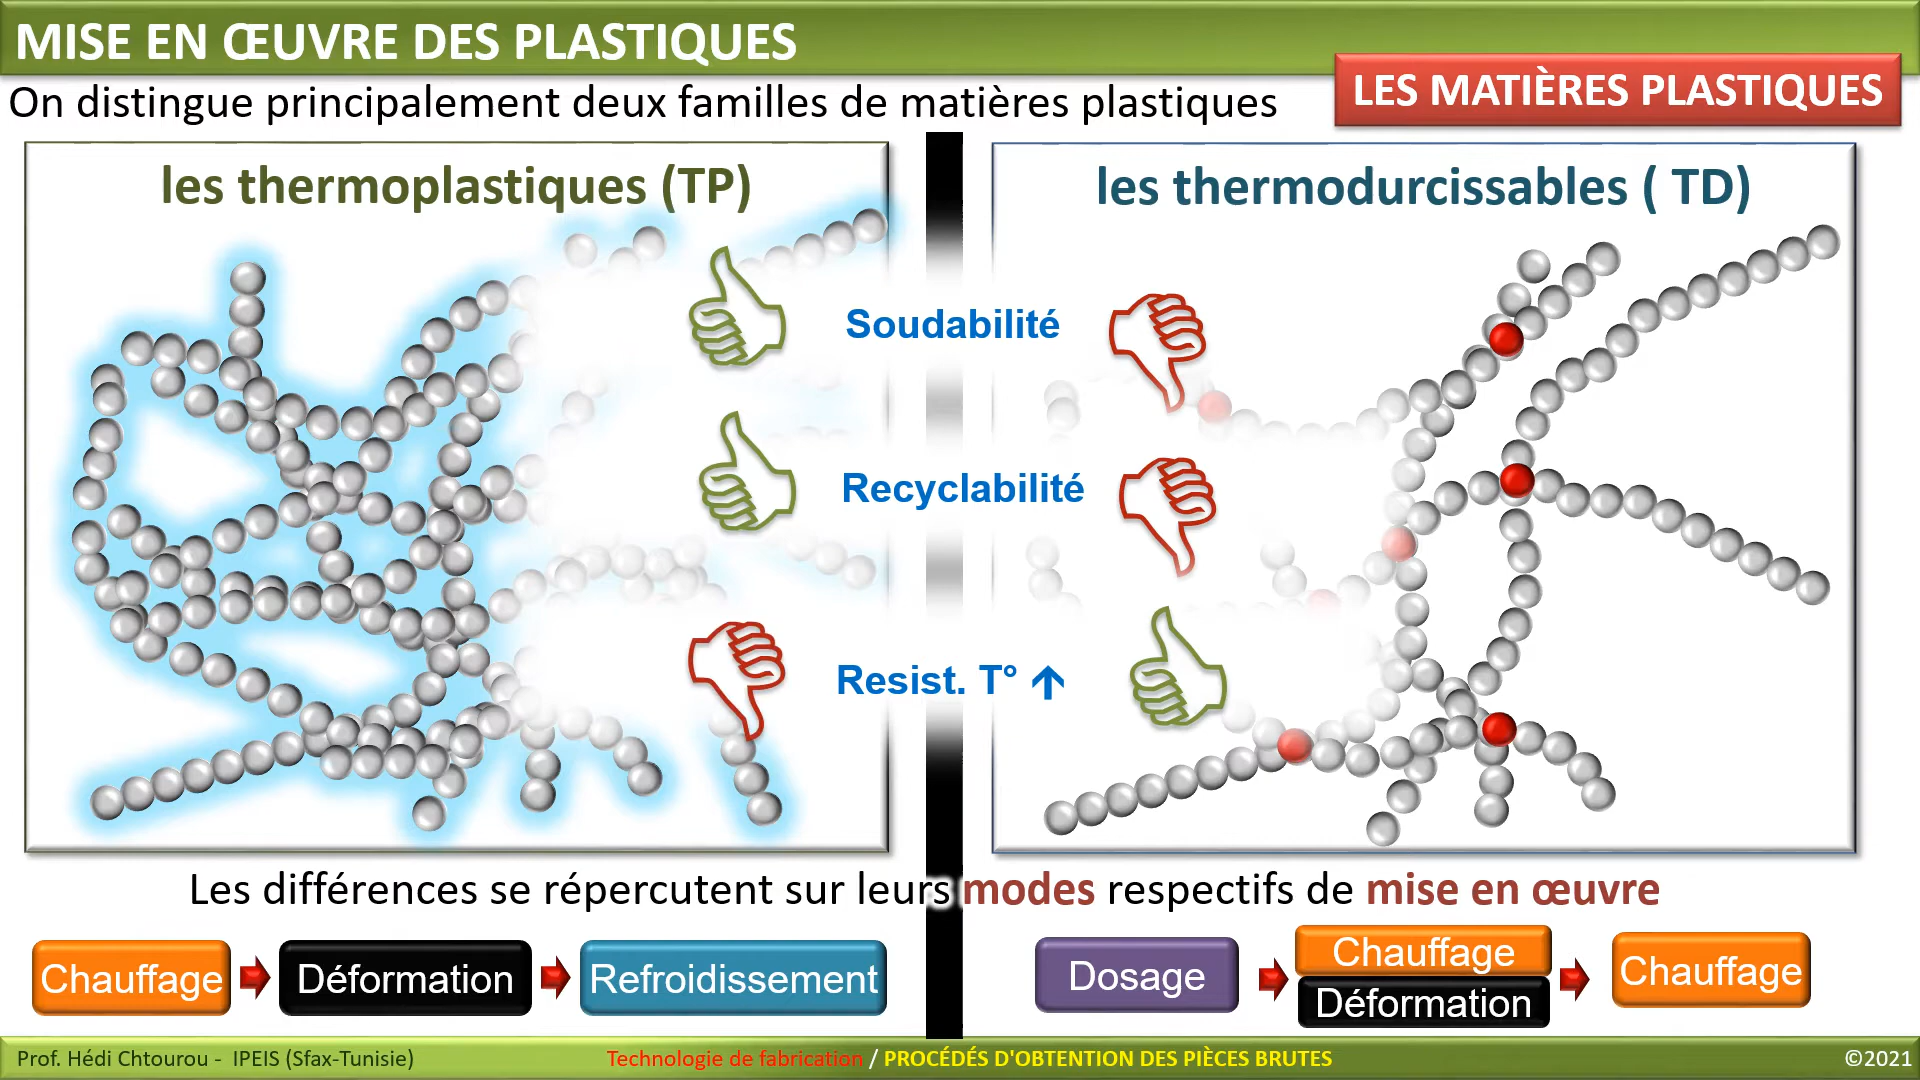 MISE EN ŒUVRE DES PLASTIQUES
LES MATIÈRES PLASTIQUES
On distingue principalement deux familles de matières plastiques
les thermoplastiques (TP)
les thermodurcissables ( TD)
Soudabilité
Recyclabilité
Resist. T° ↑
Les différences se répercutent sur leurs modes respectifs de mise en œuvre
Chauffage
Déformation
Refroidissement
Dosage
Chauffage
Déformation
Chauffage
Prof. Hédi Chtourou - IPEIS (Sfax-Tunisie)
Technologie de fabrication / PROCÉDÉS D'OBTENTION DES PIÈCES BRUTES
©2021